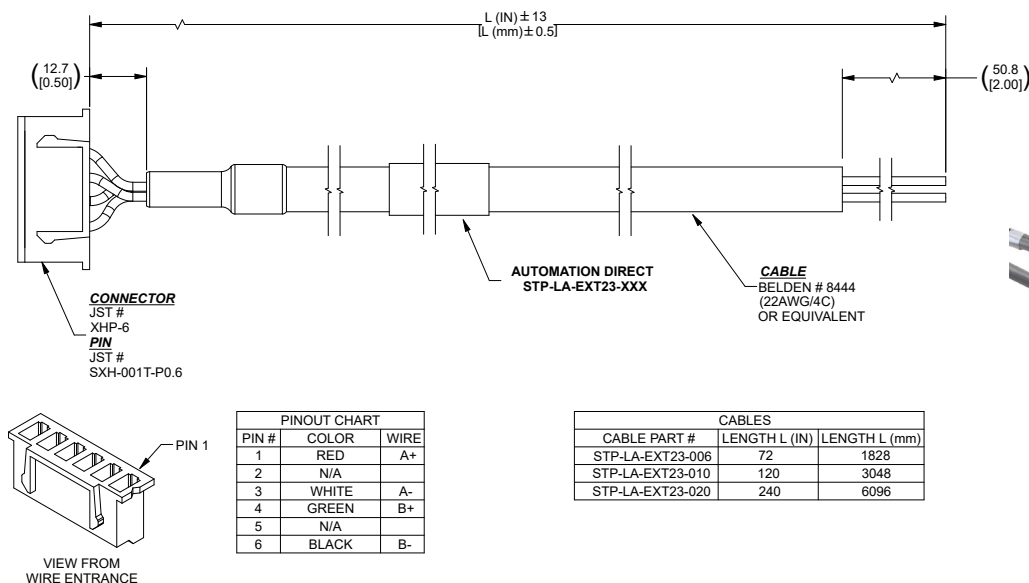 L (IN) ± 13
[L (mm) ± 0.5]
(12.7
[0.50])
(50.8
[2.00])
AUTOMATION DIRECT
STP-LA-EXT23-XXX
CABLE
BELDEN # 8444
(22AWG/4C)
OR EQUIVALENT
CONNECTOR
JST #
XHP-6
PIN
JST #
SXH-001T-P0.6
PIN 1
VIEW FROM
WIRE ENTRANCE
PINOUT CHART
PIN # COLOR WIRE
1 RED A+
2 N/A
3 WHITE A-
4 GREEN B+
5 N/A
6 BLACK B-
CABLES
CABLE PART # LENGTH L (IN) LENGTH L (mm)
STP-LA-EXT23-006 72 1828
STP-LA-EXT23-010 120 3048
STP-LA-EXT23-020 240 6096